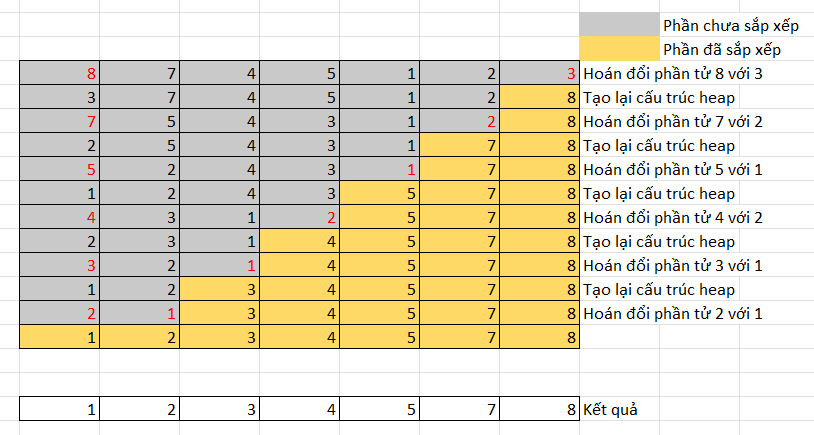 Phần chưa sắp xếp
Phần đã sắp xếp
8 7 4 5 1 2 3 Hoán đổi phần tử 8 với 3
3 7 4 5 1 2 8 Tạo lại cấu trúc heap
7 5 4 3 1 2 8 Hoán đổi phần tử 7 với 2
2 5 4 3 1 7 8 Tạo lại cấu trúc heap
5 2 4 3 1 7 8 Hoán đổi phần tử 5 với 1
1 2 4 3 5 7 8 Tạo lại cấu trúc heap
4 3 1 2 5 7 8 Hoán đổi phần tử 4 với 2
2 3 1 4 5 7 8 Tạo lại cấu trúc heap
3 2 1 4 5 7 8 Hoán đổi phần tử 3 với 1
1 2 3 4 5 7 8 Tạo lại cấu trúc heap
2 1 3 4 5 7 8 Hoán đổi phần tử 2 với 1
1 2 3 4 5 7 8
1 2 3 4 5 7 8 Kết quả